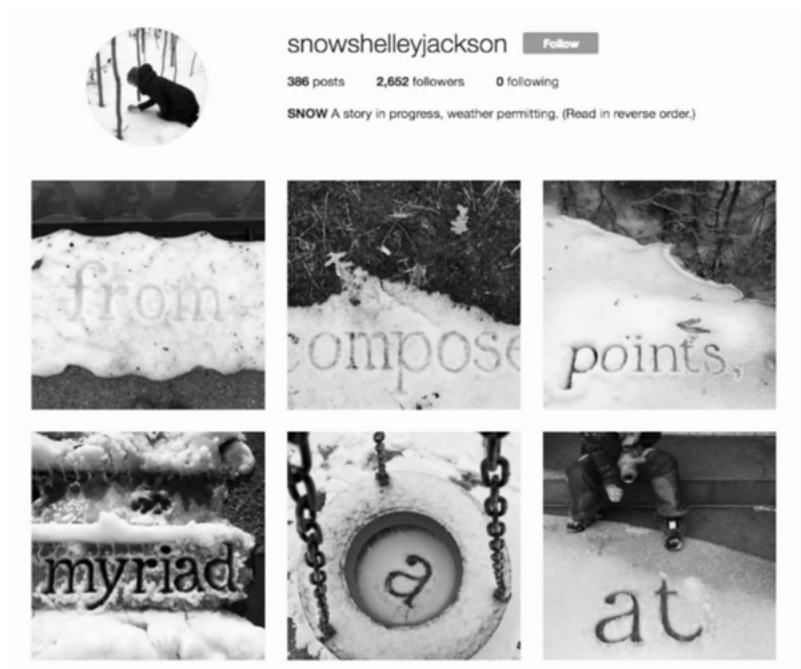 snowshelleyjackson Follow
386 posts 2,652 followers 0 following
SNOW A story in progress, weather permitting. (Read in reverse order.)
from compose points,
myriad a at